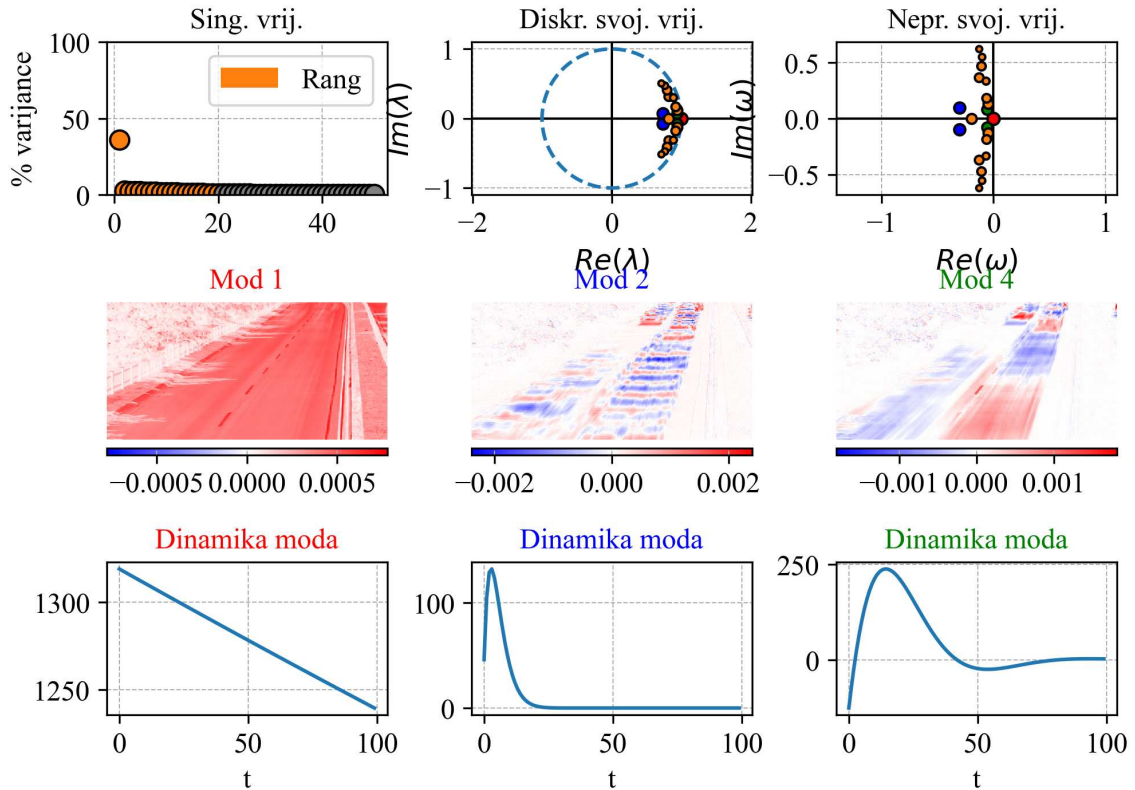 Sing. vrij.
Diskr. svoj. vrij.
Nepr. svoj. vrij.
% varijance
100
50
0
Rang
0
20
40
Im(λ)
1
0
−1
−2
0
2
Re(λ)
Im(ω)
0.5
0.0
−0.5
−1
0
1
Re(ω)
Mod 1
Mod 2
Mod 4
−0.0005
0.0000
0.0005
−0.002
0.000
0.002
−0.001
0.000
0.001
Dinamika moda
Dinamika moda
Dinamika moda
1300
1250
0
50
100
t
100
0
0
50
100
t
250
0
0
50
100
t